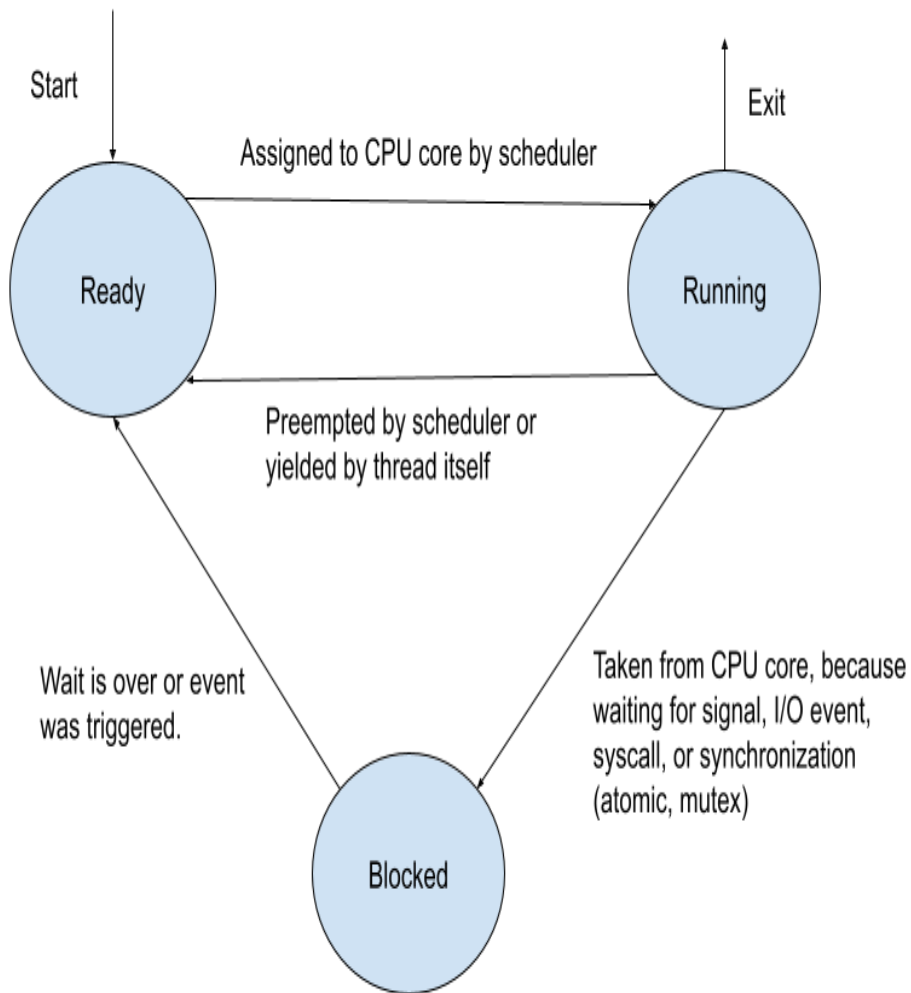 Start
Exit
Assigned to CPU core by scheduler
Ready
Running
Preempted by scheduler or
yielded by thread itself
Wait is over or event
was triggered.
Taken from CPU core, because
waiting for signal, I/O event,
syscall, or synchronization
(atomic, mutex)
Blocked